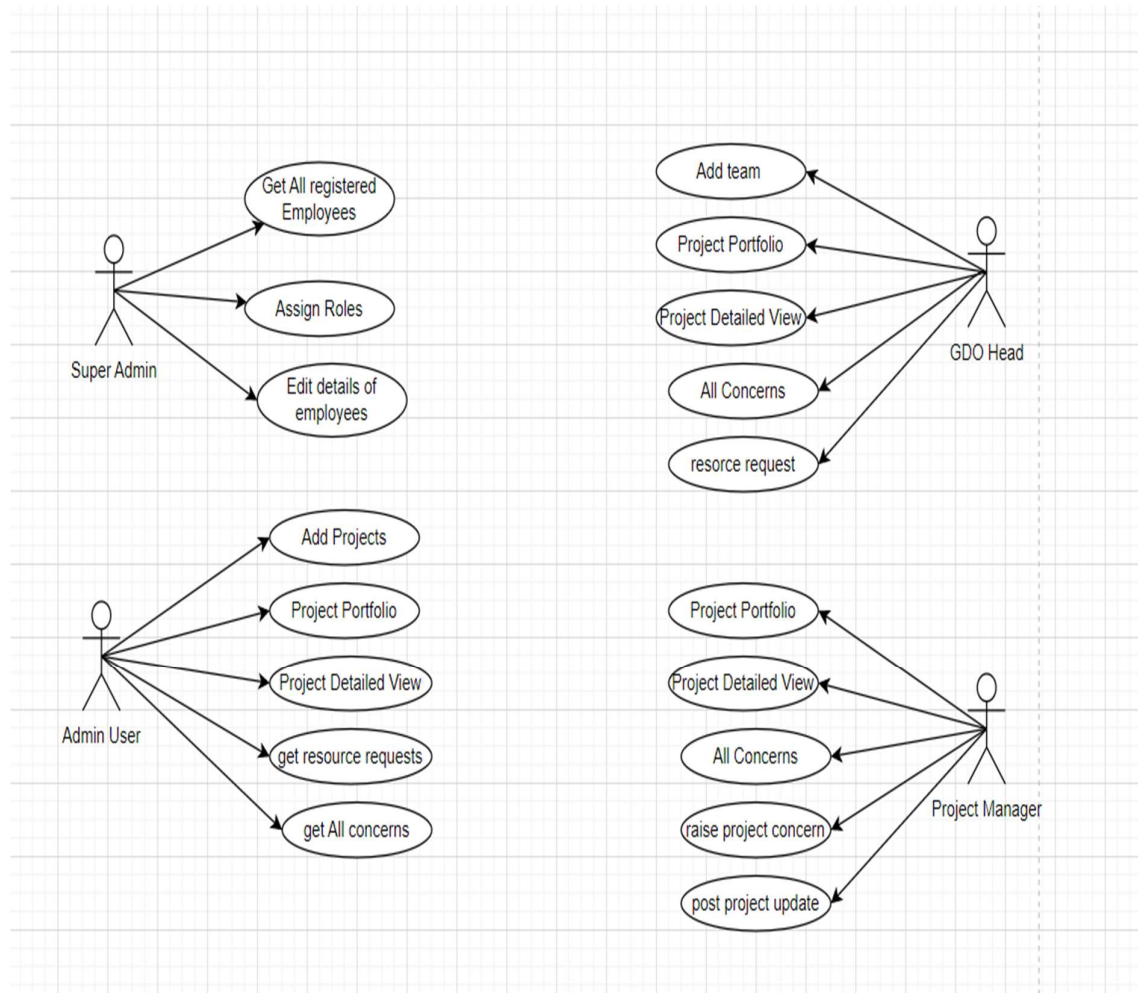 Get All registered
Employees
Assign Roles
Edit details of
employees
Super Admin
Add team
Project Portfolio
Project Detailed View
All Concerns
resorce request
GDO Head
Add Projects
Project Portfolio
Project Detailed View
get resource requests
get All concerns
Admin User
Project Portfolio
Project Detailed View
All Concerns
raise project concern
post project update
Project Manager